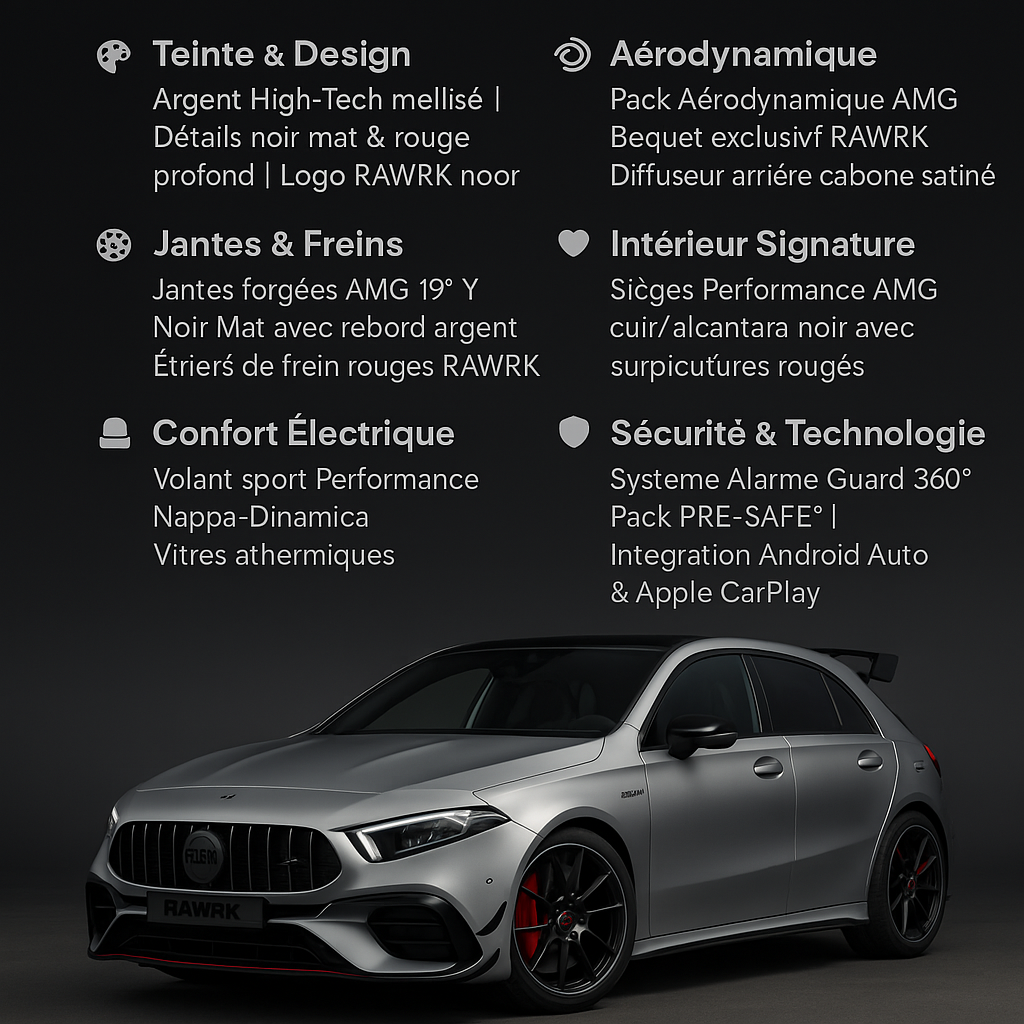 Teinte & Design
Argent High-Tech mellisé |
Détails noir mat & rouge
profond | Logo RAWRK noor
Aérodynamique
Pack Aérodynamique AMG
Bequet exclusivf RAWRK
Diffuseur arriére cabone satiné
Jantes & Freins
Jantes forgées AMG 19° Y
Noir Mat avec rebord argent
Étrierś de frein rouges RAWRK
Intérieur Signature
Sièges Performance AMG
cuir/alcantara noir avec
surpicuťures rougés
Confort Électrique
Volant sport Performance
Nappa-Dinamica
Vitres athermiques
Sécurité & Technologie
Systeme Alarme Guard 360°
Pack PRE-SAFE° |
Integration Android Auto
& Apple CarPlay
RAWRK